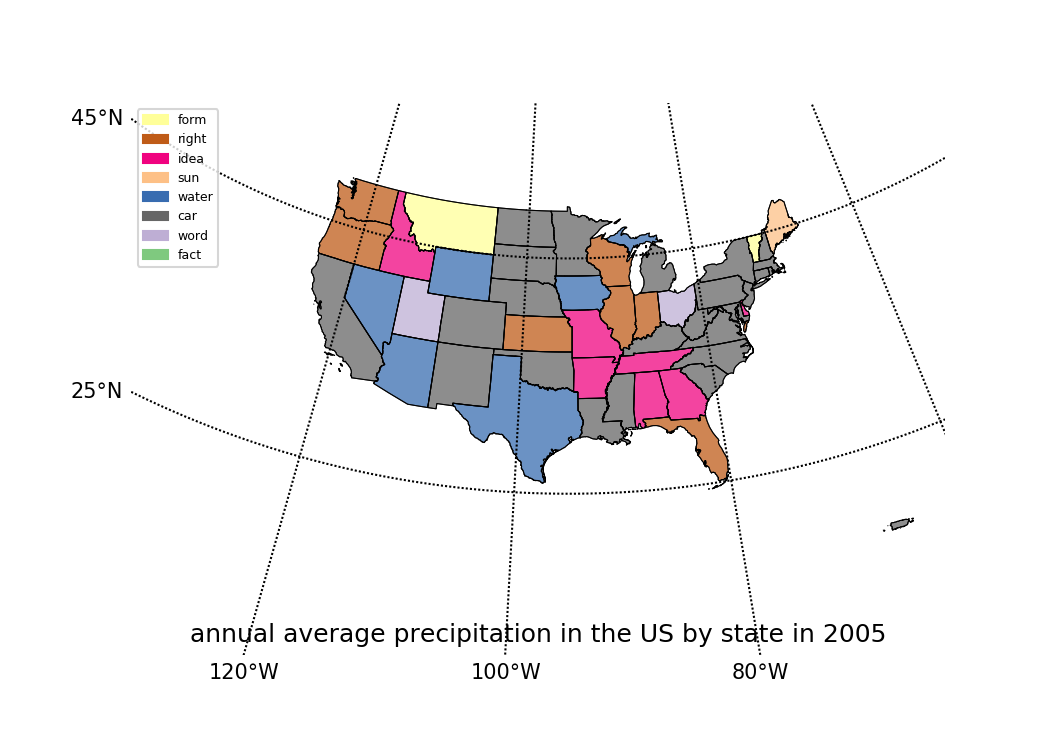 45°N
form
right
idea
sun
water
car
word
fact
25°N
annual average precipitation in the US by state in 2005
120°W
100°W
80°W